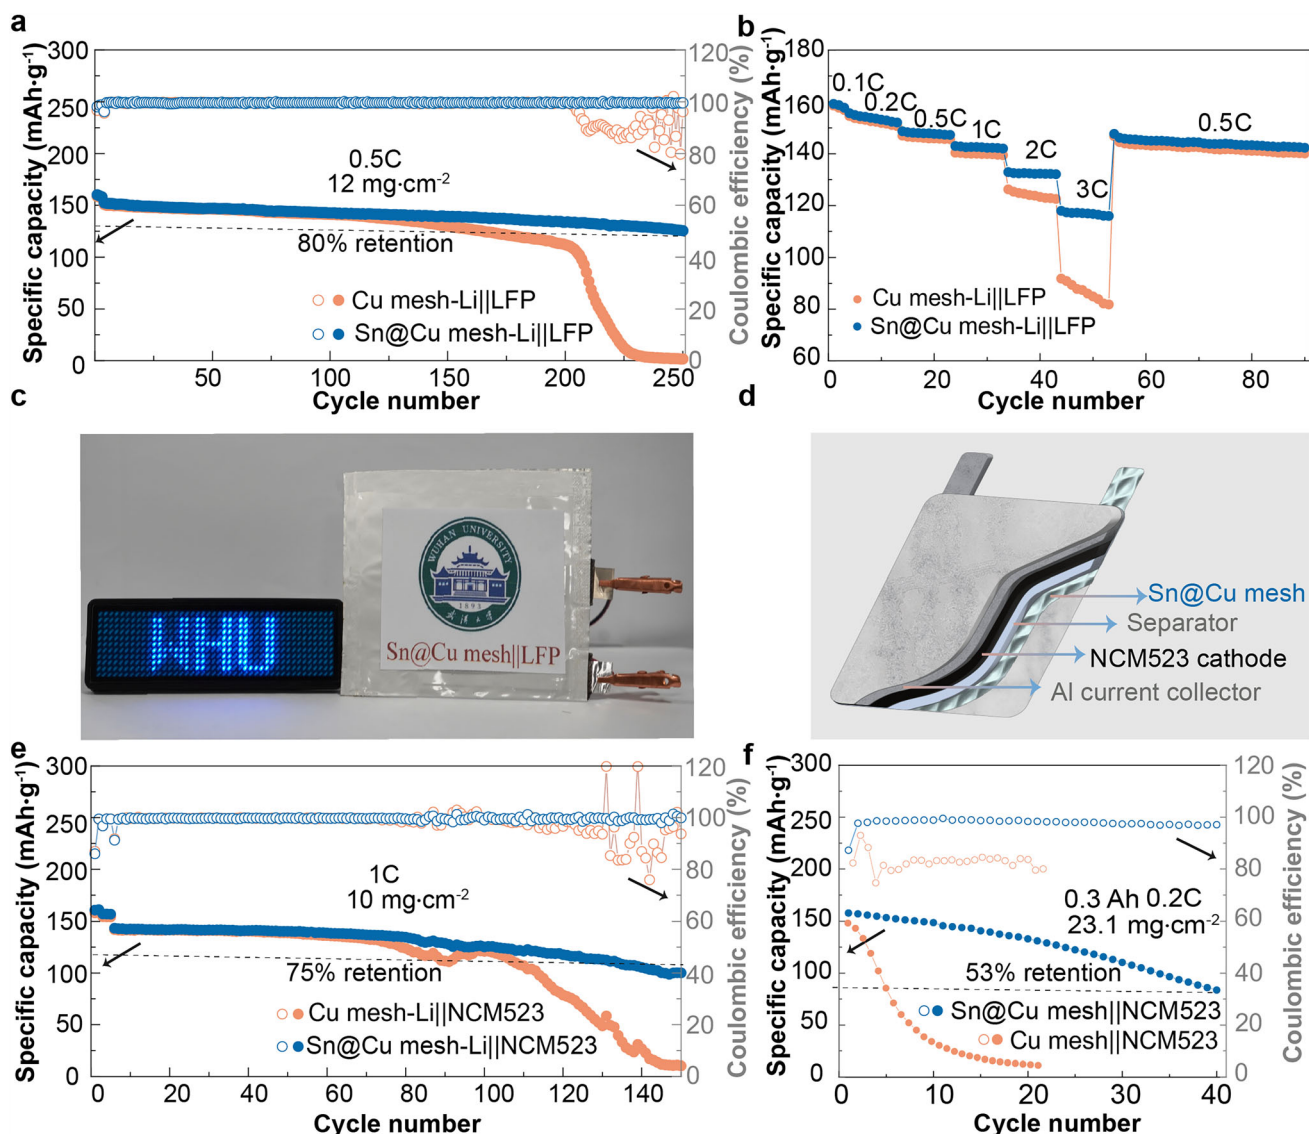 a
300
250
200
150
100
50
0
Specific capacity (mAh·g⁻¹)
120
100
80
60
40
20
0
Coulombic efficiency (%)
0.5C
12 mg·cm⁻²
80% retention
Cu mesh-Li||LFP
Sn@Cu mesh-Li||LFP
50
100
150
200
250
Cycle number
b
180
160
140
120
100
80
60
Specific capacity (mAh·g⁻¹)
0.1C
0.2C
0.5C
1C
2C
3C
0.5C
Cu mesh-Li||LFP
Sn@Cu mesh-Li||LFP
0
20
40
60
80
Cycle number
c
WHU
WUHAN UNIVERSITY
1893
武漢大学
Sn@Cu mesh||LFP
d
Sn@Cu mesh
Separator
NCM523 cathode
Al current collector
e
300
250
200
150
100
50
0
Specific capacity (mAh·g⁻¹)
120
100
80
60
40
20
0
Coulombic efficiency (%)
1C
10 mg·cm⁻²
75% retention
Cu mesh-Li||NCM523
Sn@Cu mesh-Li||NCM523
0
20
40
60
80
100
120
140
Cycle number
f
300
250
200
150
100
50
0
Specific capacity (mAh·g⁻¹)
120
100
80
60
40
20
0
Coulombic efficiency (%)
0.3 Ah 0.2C
23.1 mg·cm⁻²
53% retention
Sn@Cu mesh||NCM523
Cu mesh||NCM523
0
10
20
30
40
Cycle number